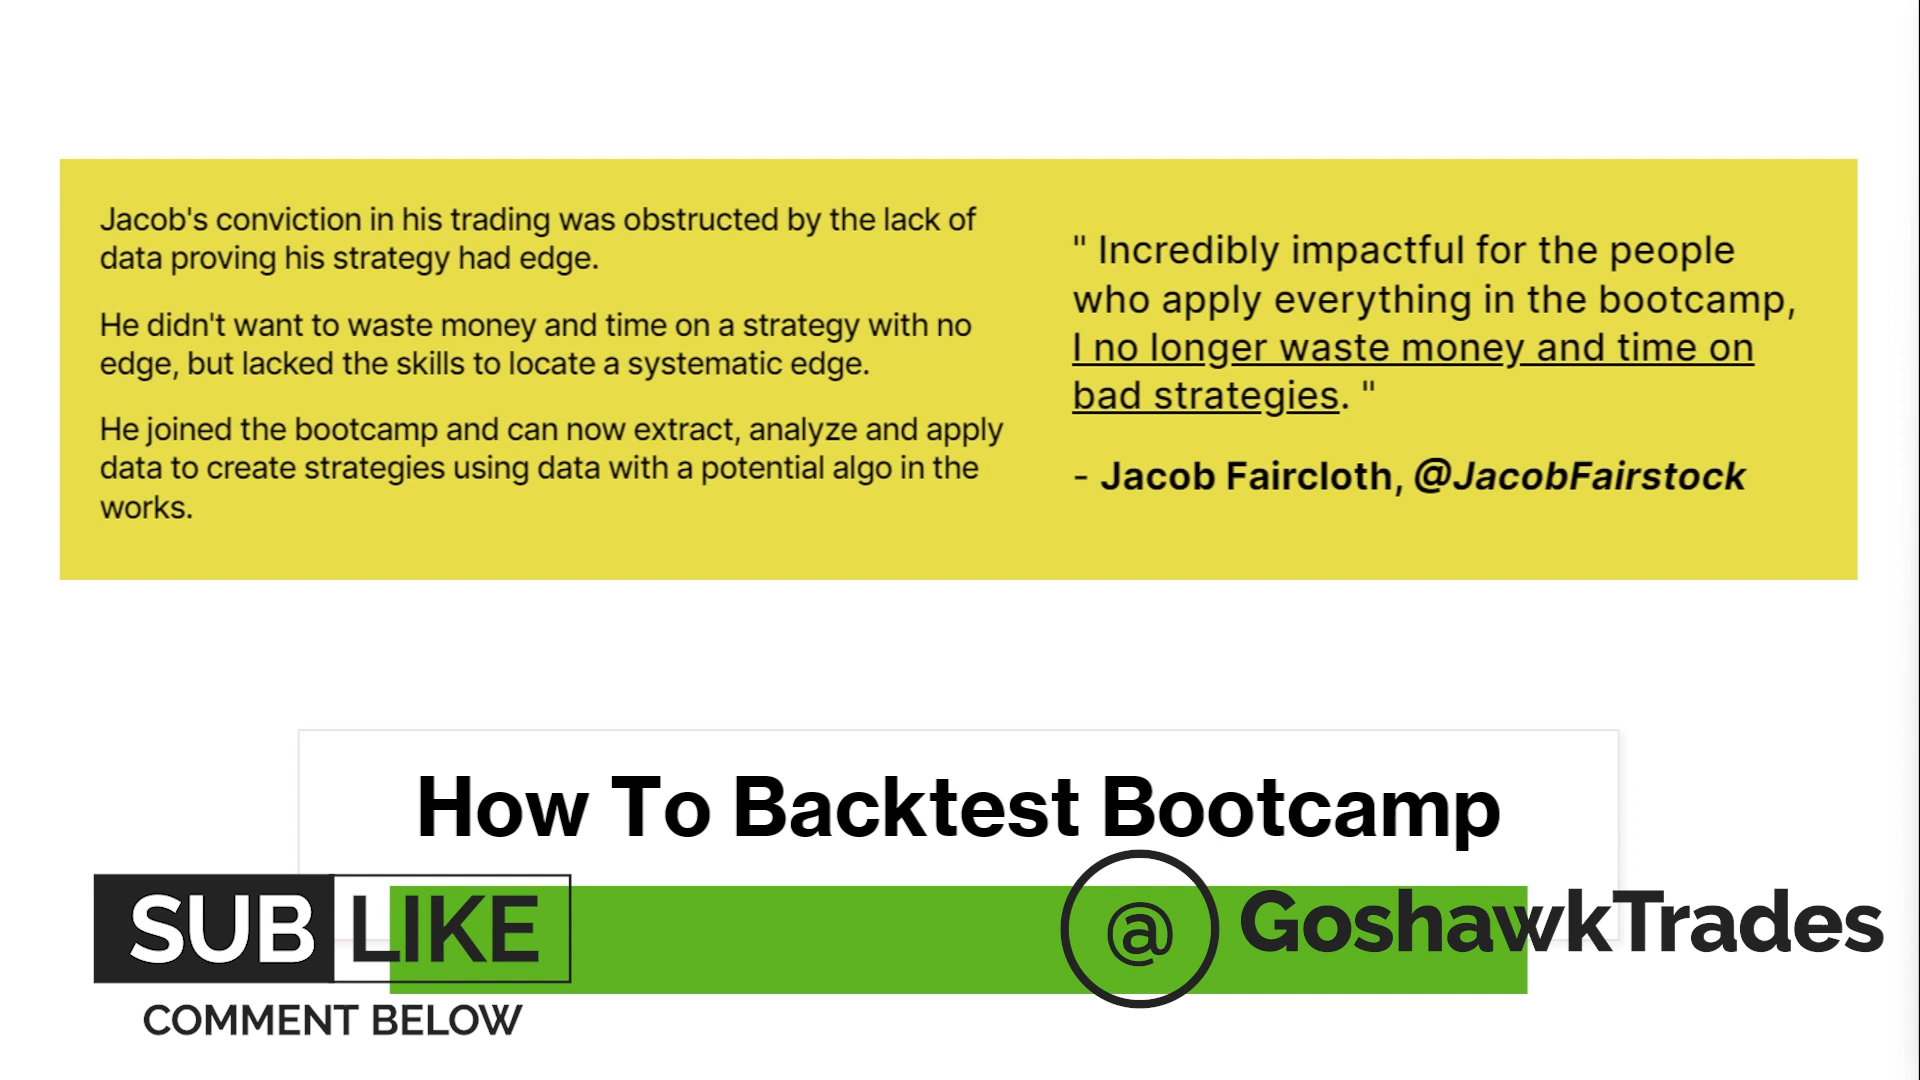 Jacob's conviction in his trading was obstructed by the lack of
data proving his strategy had edge.
He didn't want to waste money and time on a strategy with no
edge, but lacked the skills to locate a systematic edge.
He joined the bootcamp and can now extract, analyze and apply
data to create strategies using data with a potential algo in the
works.
" Incredibly impactful for the people
who apply everything in the bootcamp,
I no longer waste money and time on
bad strategies. "
- Jacob Faircloth, @JacobFairstock
How To Backtest Bootcamp
SUB LIKE
COMMENT BELOW
@ GoshawkTrades